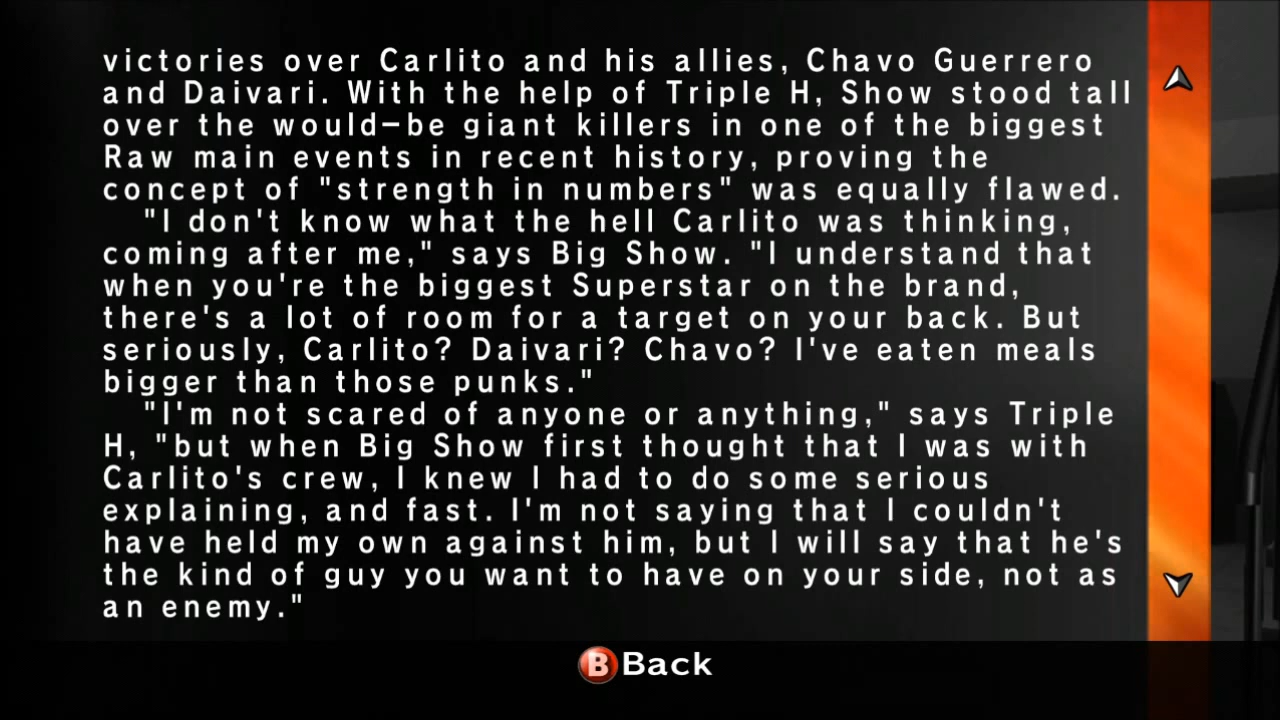 victories over Carlito and his allies, Chavo Guerrero
and Daivari. With the help of Triple H, Show stood tall
over the would-be giant killers in one of the biggest
Raw main events in recent history, proving the
concept of "strength in numbers" was equally flawed.
"I don't know what the hell Carlito was thinking,
coming after me," says Big Show. "I understand that
when you're the biggest Superstar on the brand,
there's a lot of room for a target on your back. But
seriously, Carlito? Daivari? Chavo? I've eaten meals
bigger than those punks."
"I'm not scared of anyone or anything," says Triple
H, "but when Big Show first thought that I was with
Carlito's crew, I knew I had to do some serious
explaining, and fast. I'm not saying that I couldn't
have held my own against him, but I will say that he's
the kind of guy you want to have on your side, not as
an enemy."
B Back